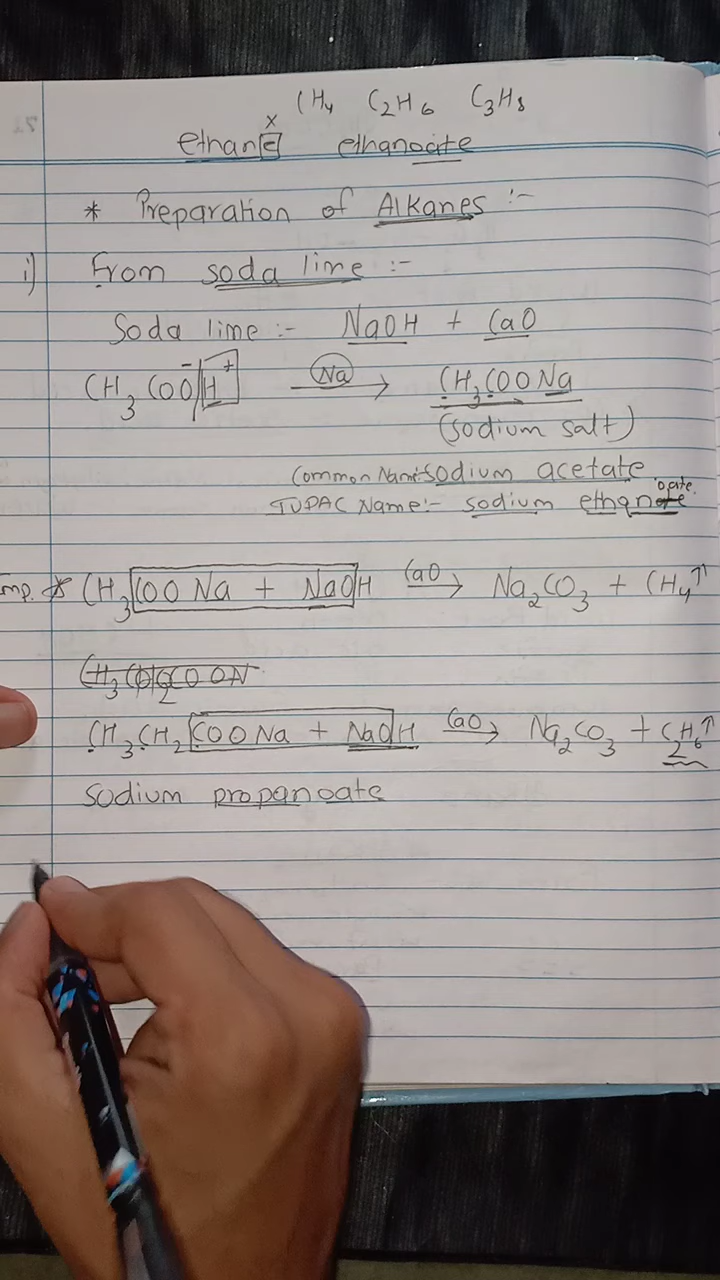 CH4 C2H6 C3H8
x
ethane ethanoate
* Preparation of Alkanes :-
i) From soda lime :-
Soda lime :- NaOH + CaO
CH3COO- H+ Na → CH3COONa
(sodium salt)
Common Name:- Sodium acetate
IUPAC Name:- sodium ethanoate
Imp. * CH3COONa + NaOH CaO → Na2CO3 + CH4↑
CH3CH2COONa + NaOH CaO → Na2CO3 + C2H6↑
sodium propanoate